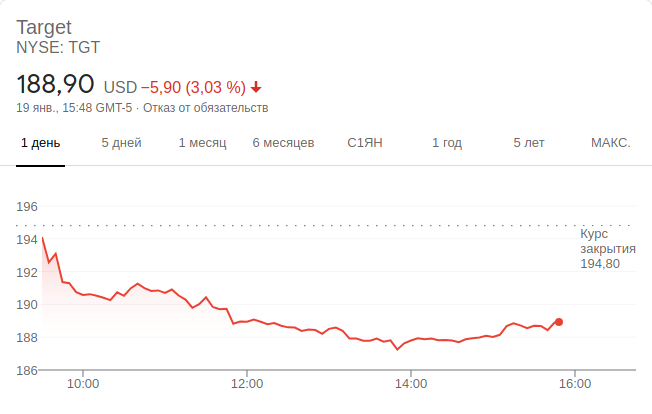 Target
NYSE: TGT
188,90 USD −5,90 (3,03 %)
19 янв., 15:48 GMT-5 · Отказ от обязательств
1 день 5 дней 1 месяц 6 месяцев С1ЯН 1 год 5 лет МАКС.
196
194
192
190
188
186
Курс
закрытия
194,80
10:00 12:00 14:00 16:00